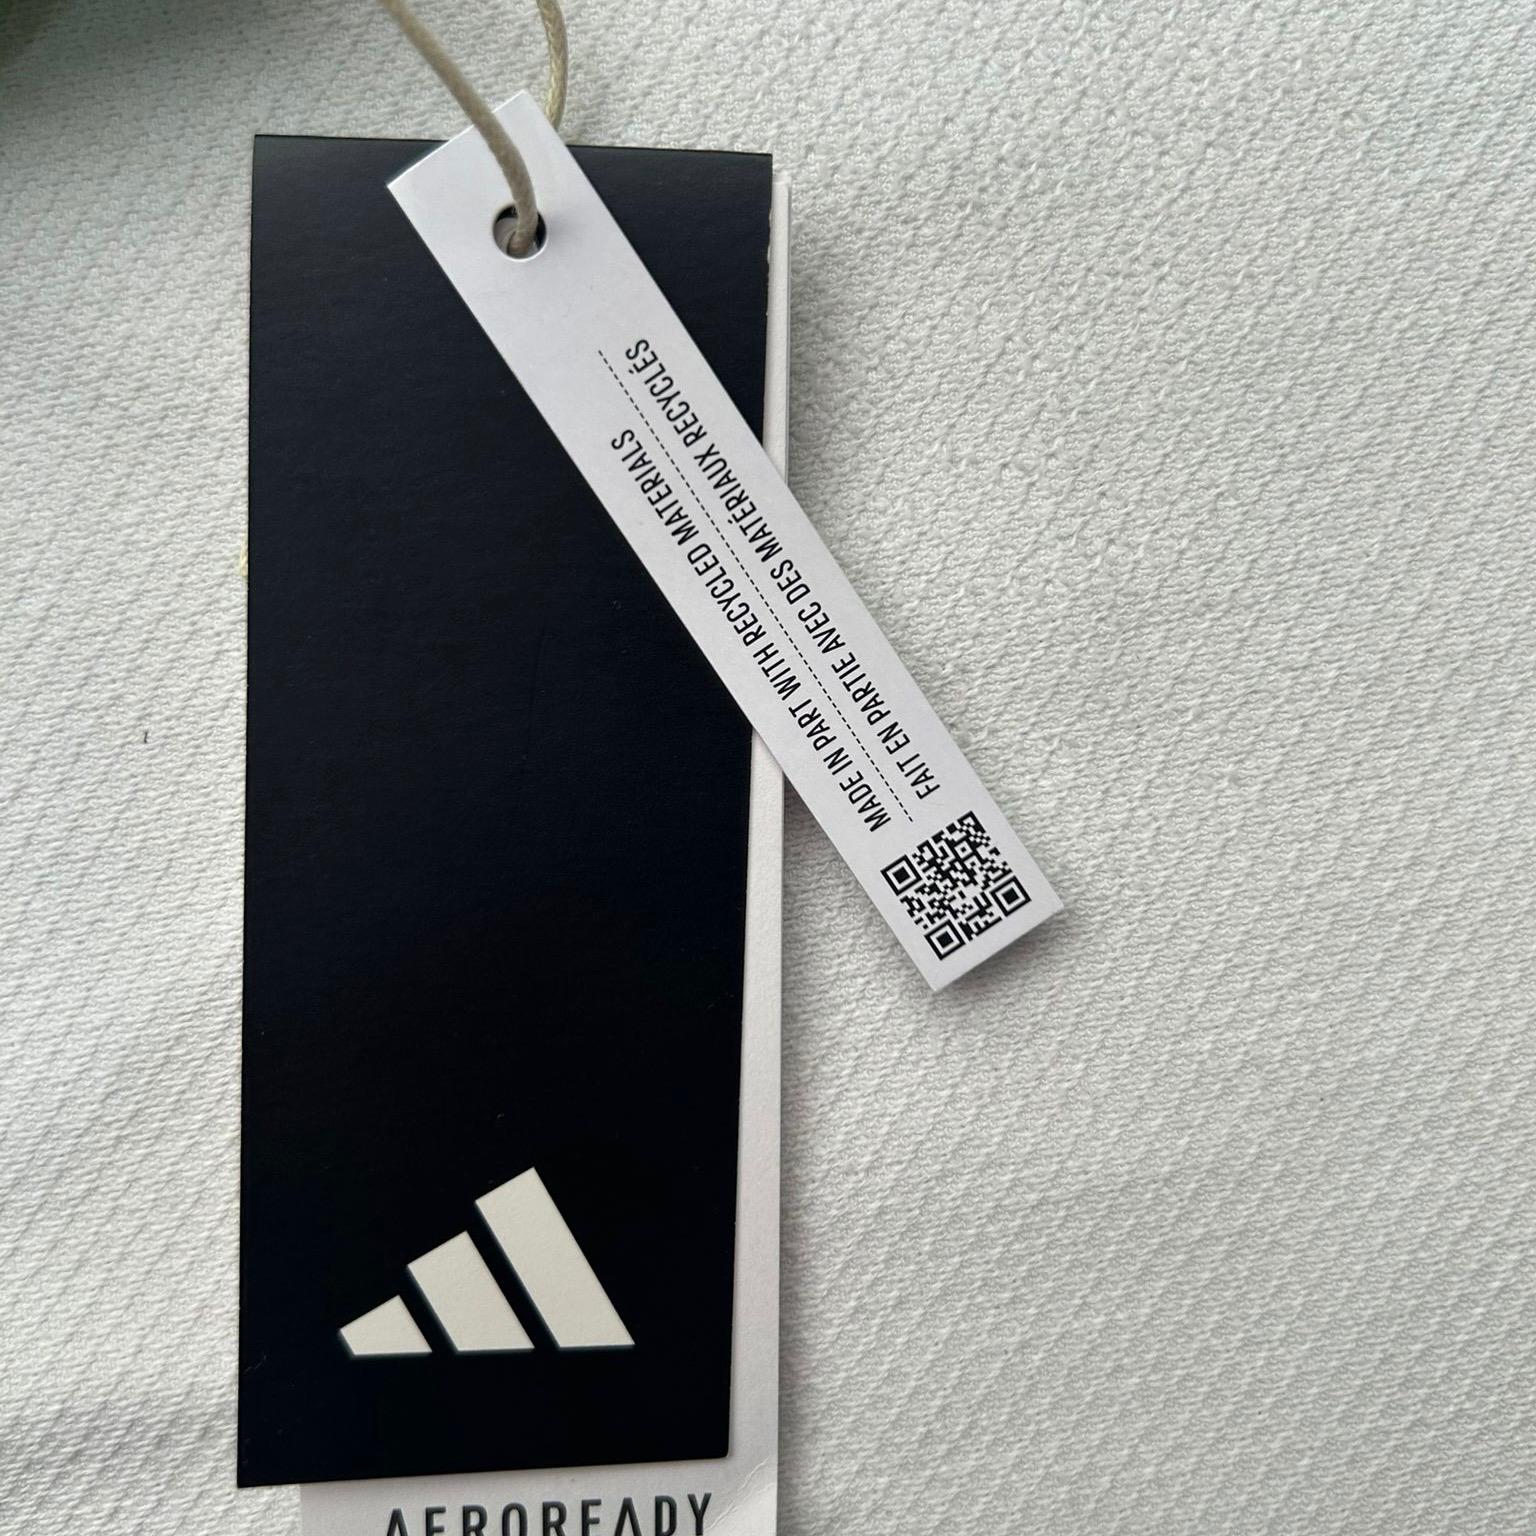 MADE IN PART WITH RECYCLED MATERIALS
FAIT EN PARTIE AVEC DES MATÉRIAUX RECYCLÉS
AEROREADY